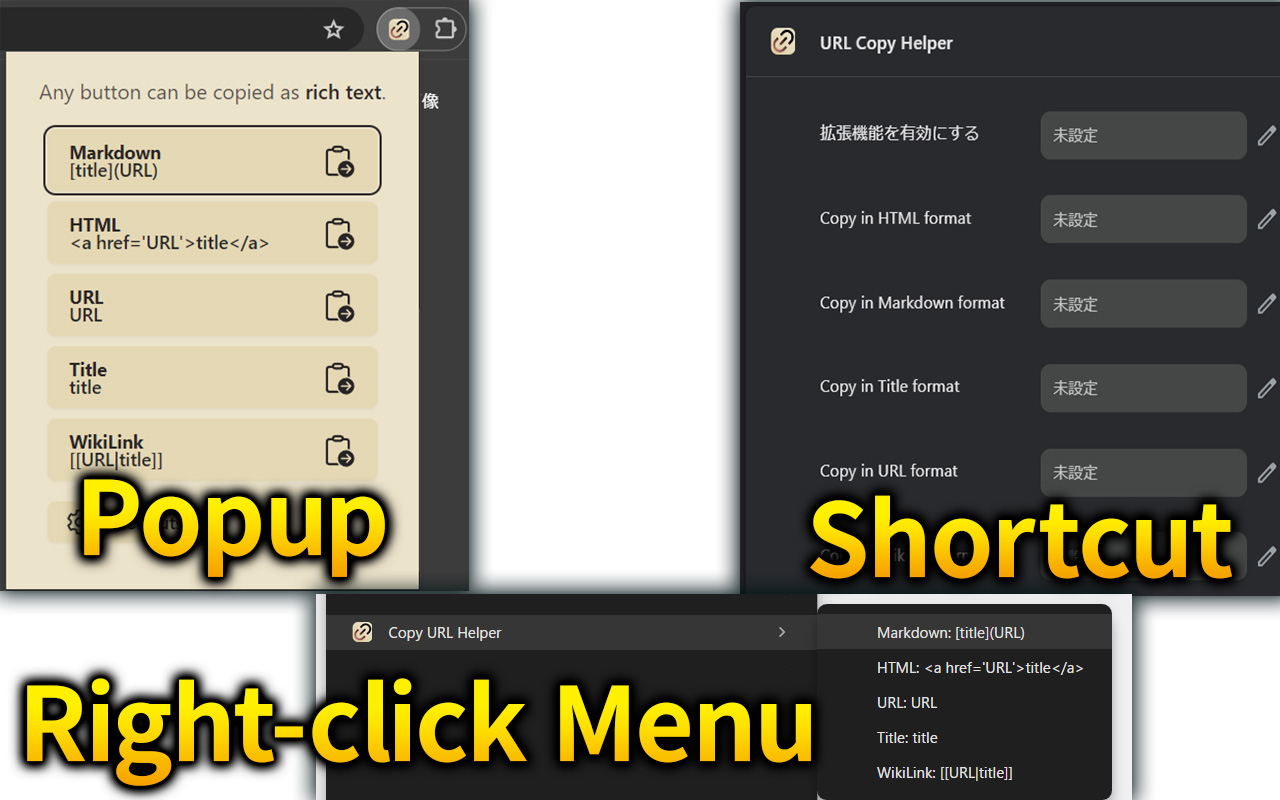 像
Any button can be copied as rich text.
Markdown
[title](URL)
HTML
<a href='URL'>title</a>
URL
URL
Title
title
WikiLink
[[URL|title]]
Popup
URL Copy Helper
拡張機能を有効にする
未設定
Copy in HTML format
未設定
Copy in Markdown format
未設定
Copy in Title format
未設定
Copy in URL format
未設定
Shortcut
Copy URL Helper
Markdown: [title](URL)
HTML: <a href='URL'>title</a>
URL: URL
Title: title
WikiLink: [[URL|title]]
Right-click Menu